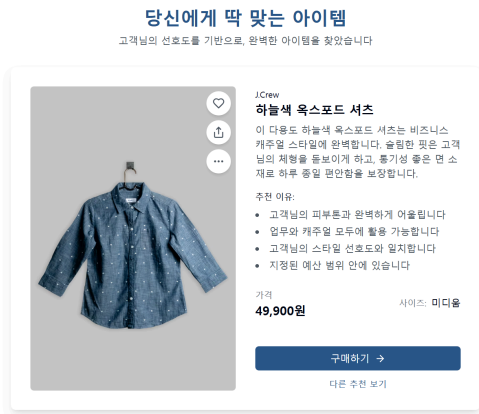 당신에게 딱 맞는 아이템
고객님의 선호도를 기반으로, 완벽한 아이템을 찾았습니다
J.Crew
하늘색 옥스포드 셔츠
이 다용도 하늘색 옥스포드 셔츠는 비즈니스
캐주얼 스타일에 완벽합니다. 슬림한 핏은 고객
님의 체형을 돋보이게 하고, 통기성 좋은 면 소
재로 하루 종일 편안함을 보장합니다.
추천 이유:
• 고객님의 피부톤과 완벽하게 어울립니다
• 업무와 캐주얼 모두에 활용 가능합니다
• 고객님의 스타일 선호도와 일치합니다
• 지정된 예산 범위 안에 있습니다
가격
49,900원
사이즈: 미디움
구매하기 →
다른 추천 보기